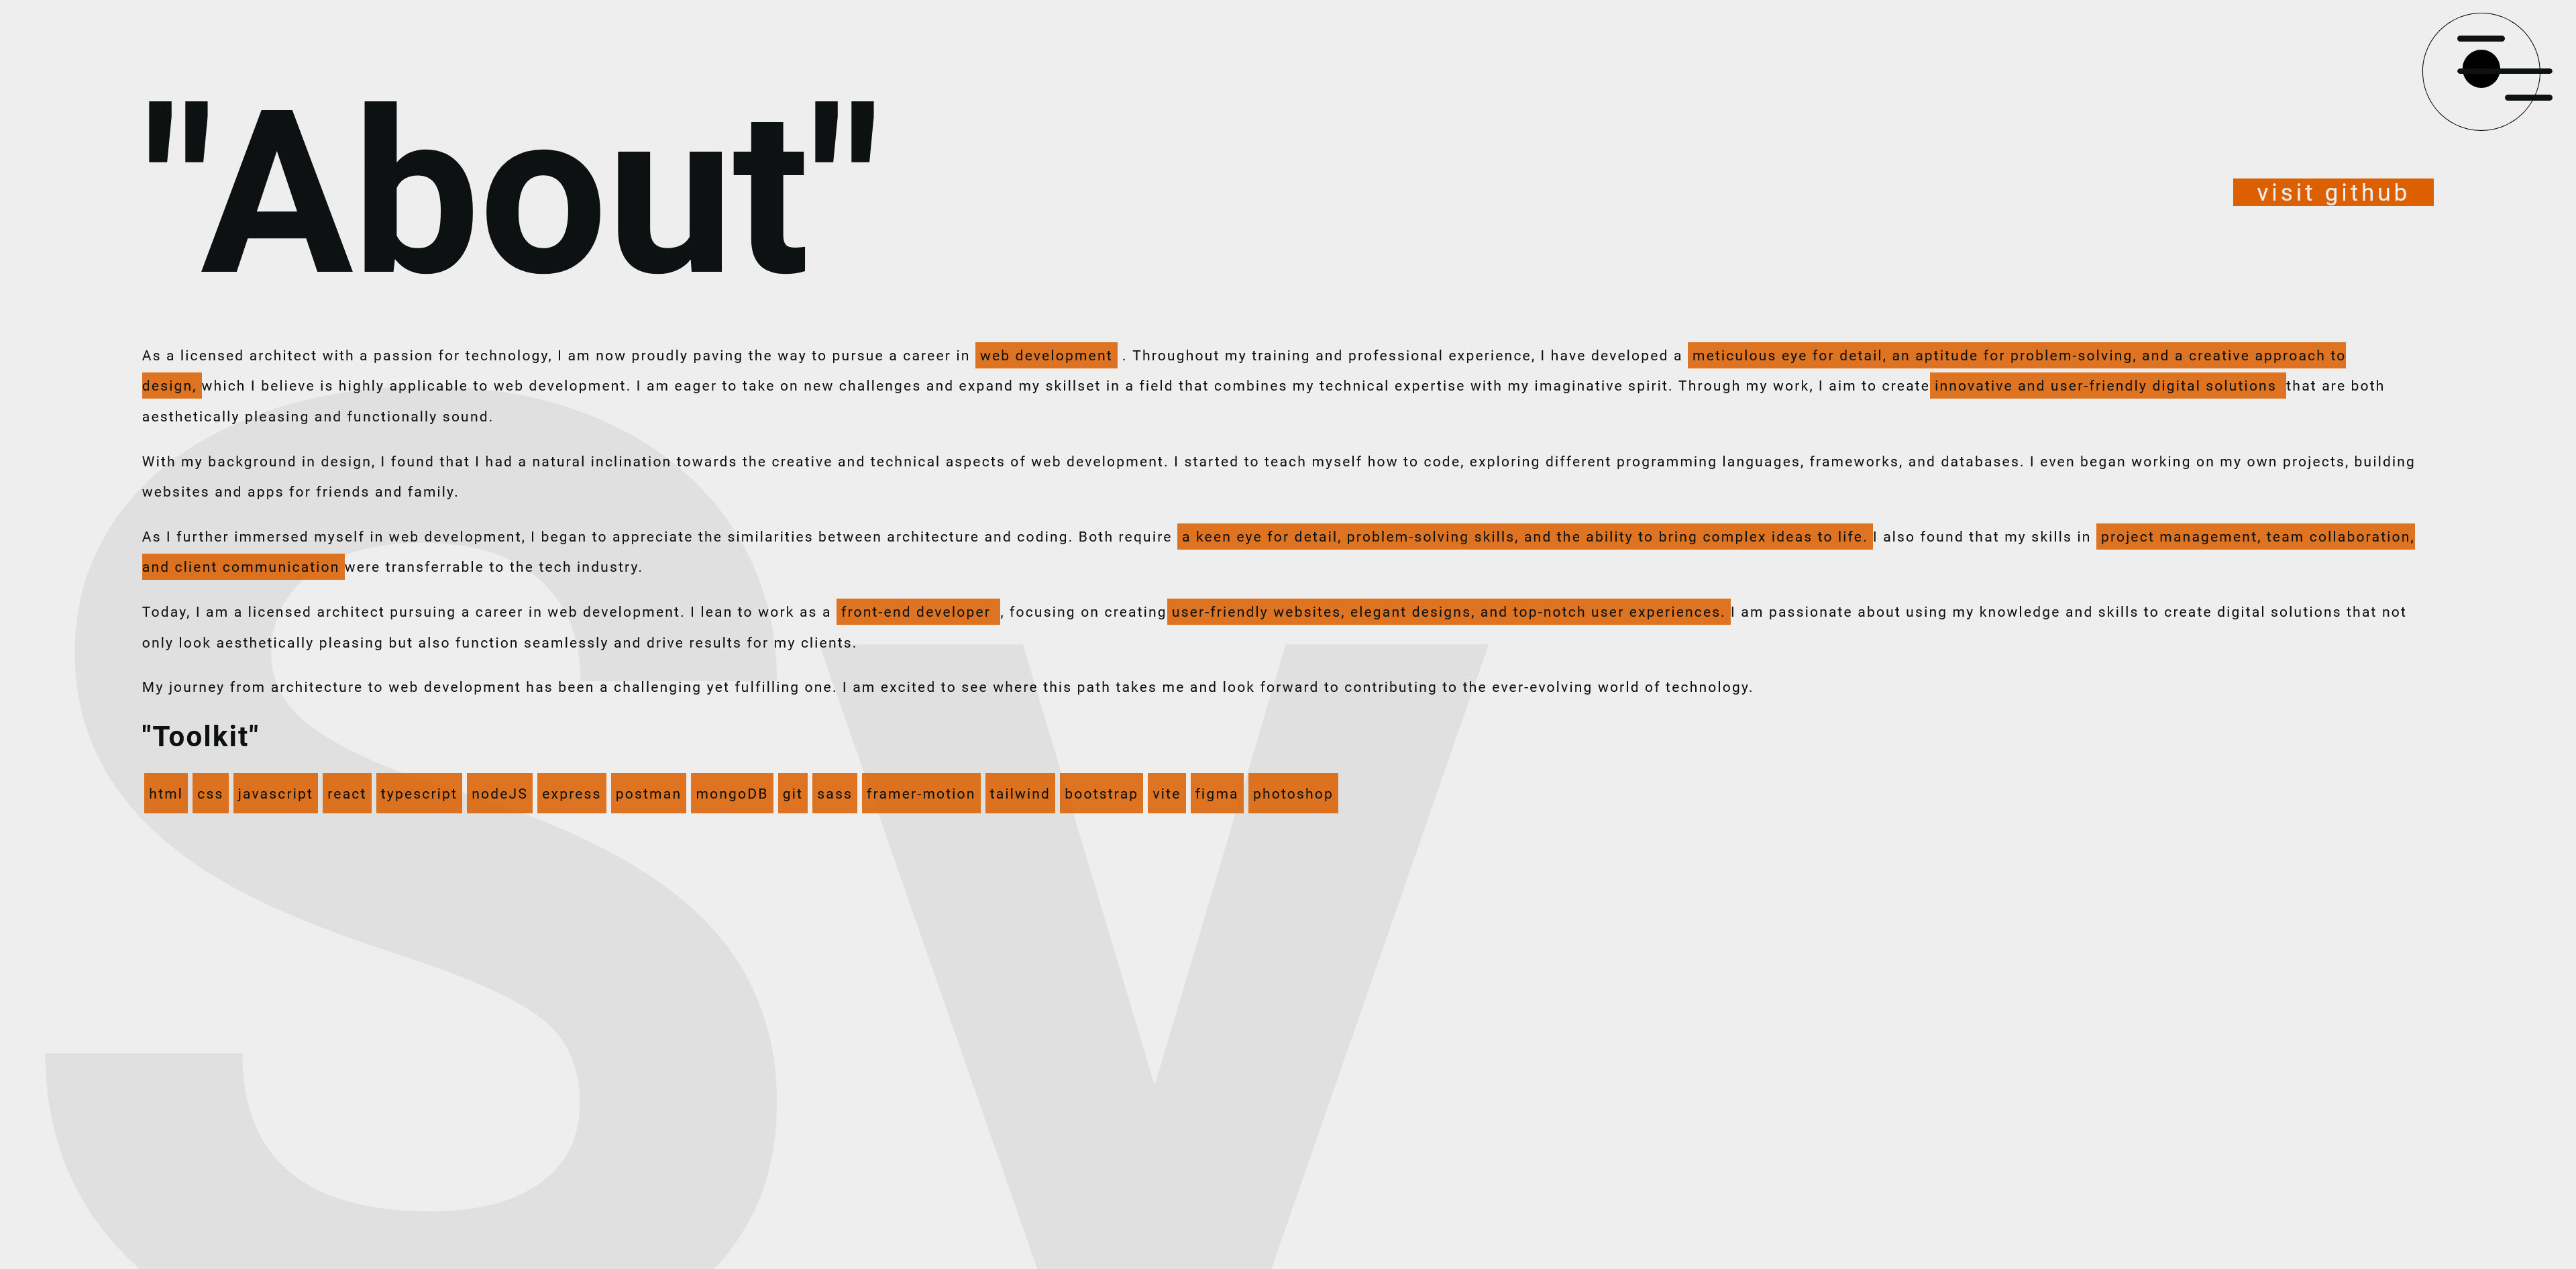 "About"
visit github
As a licensed architect with a passion for technology, I am now proudly paving the way to pursue a career in web development . Throughout my training and professional experience, I have developed a meticulous eye for detail, an aptitude for problem-solving, and a creative approach to
design, which I believe is highly applicable to web development. I am eager to take on new challenges and expand my skillset in a field that combines my technical expertise with my imaginative spirit. Through my work, I aim to create innovative and user-friendly digital solutions that are both
aesthetically pleasing and functionally sound.
With my background in design, I found that I had a natural inclination towards the creative and technical aspects of web development. I started to teach myself how to code, exploring different programming languages, frameworks, and databases. I even began working on my own projects, building
websites and apps for friends and family.
As I further immersed myself in web development, I began to appreciate the similarities between architecture and coding. Both require a keen eye for detail, problem-solving skills, and the ability to bring complex ideas to life. I also found that my skills in project management, team collaboration,
and client communication were transferrable to the tech industry.
Today, I am a licensed architect pursuing a career in web development. I lean to work as a front-end developer , focusing on creating user-friendly websites, elegant designs, and top-notch user experiences. I am passionate about using my knowledge and skills to create digital solutions that not
only look aesthetically pleasing but also function seamlessly and drive results for my clients.
My journey from architecture to web development has been a challenging yet fulfilling one. I am excited to see where this path takes me and look forward to contributing to the ever-evolving world of technology.
"Toolkit"
html css javascript react typescript nodeJS express postman mongoDB git sass framer-motion tailwind bootstrap vite figma photoshop
sv